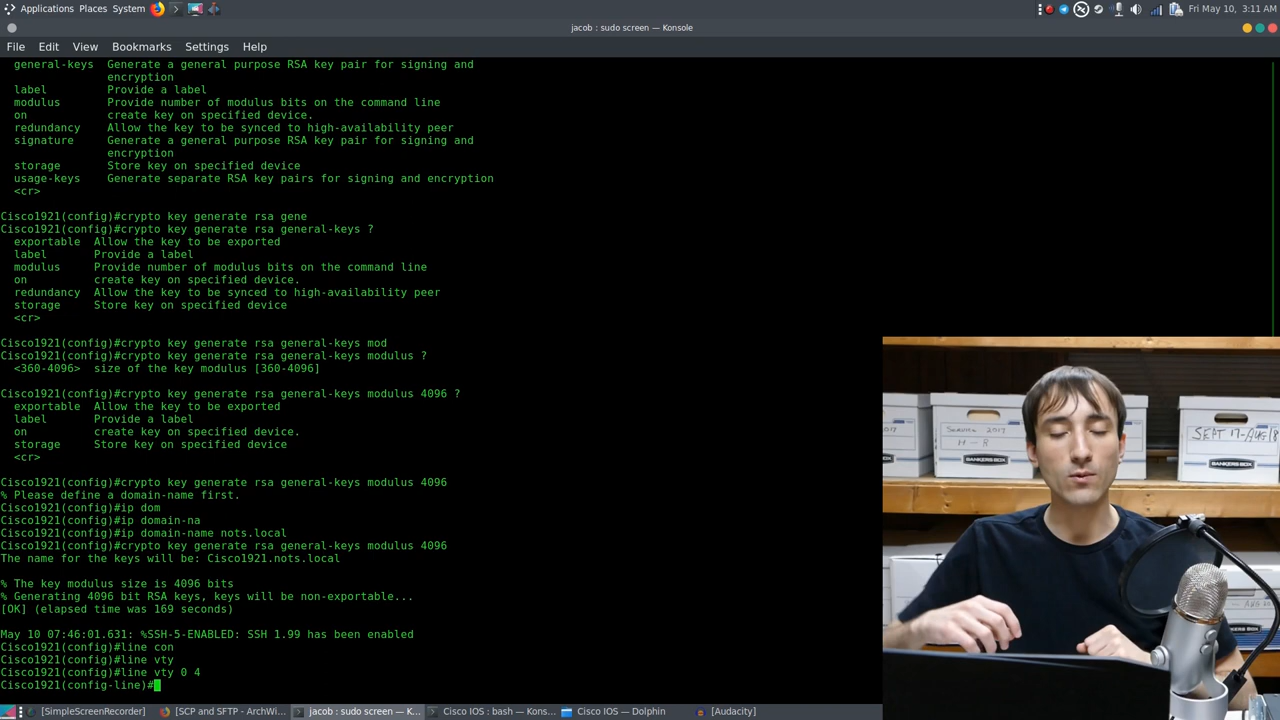 Applications Places System
Fri May 10, 3:11 AM
jacob : sudo screen — Konsole
File Edit View Bookmarks Settings Help
general-keys  Generate a general purpose RSA key pair for signing and
encryption
label         Provide a label
modulus       Provide number of modulus bits on the command line
on            create key on specified device.
redundancy    Allow the key to be synced to high-availability peer
signature     Generate a general purpose RSA key pair for signing and
encryption
storage       Store key on specified device
usage-keys    Generate separate RSA key pairs for signing and encryption
<cr>
Cisco1921(config)#crypto key generate rsa gene
Cisco1921(config)#crypto key generate rsa general-keys ?
exportable  Allow the key to be exported
label       Provide a label
modulus     Provide number of modulus bits on the command line
on          create key on specified device.
redundancy  Allow the key to be synced to high-availability peer
storage     Store key on specified device
<cr>
Cisco1921(config)#crypto key generate rsa general-keys mod
Cisco1921(config)#crypto key generate rsa general-keys modulus ?
<360-4096>  size of the key modulus [360-4096]
Cisco1921(config)#crypto key generate rsa general-keys modulus 4096 ?
exportable  Allow the key to be exported
label       Provide a label
on          create key on specified device.
storage     Store key on specified device
<cr>
Cisco1921(config)#crypto key generate rsa general-keys modulus 4096
% Please define a domain-name first.
Cisco1921(config)#ip dom
Cisco1921(config)#ip domain-na
Cisco1921(config)#ip domain-name nots.local
Cisco1921(config)#crypto key generate rsa general-keys modulus 4096
The name for the keys will be: Cisco1921.nots.local
% The key modulus size is 4096 bits
% Generating 4096 bit RSA keys, keys will be non-exportable...
[OK] (elapsed time was 169 seconds)
May 10 07:46:01.631: %SSH-5-ENABLED: SSH 1.99 has been enabled
Cisco1921(config)#line con
Cisco1921(config)#line vty
Cisco1921(config)#line vty 0 4
Cisco1921(config-line)#
2017
H - R
BANKERS BOX
SEPT 17-AUG 18
BANKERS BOX
[SimpleScreenRecorder]
[SCP and SFTP - ArchWi...
jacob : sudo screen — K...
Cisco IOS : bash — Kons...
Cisco IOS — Dolphin
[Audacity]